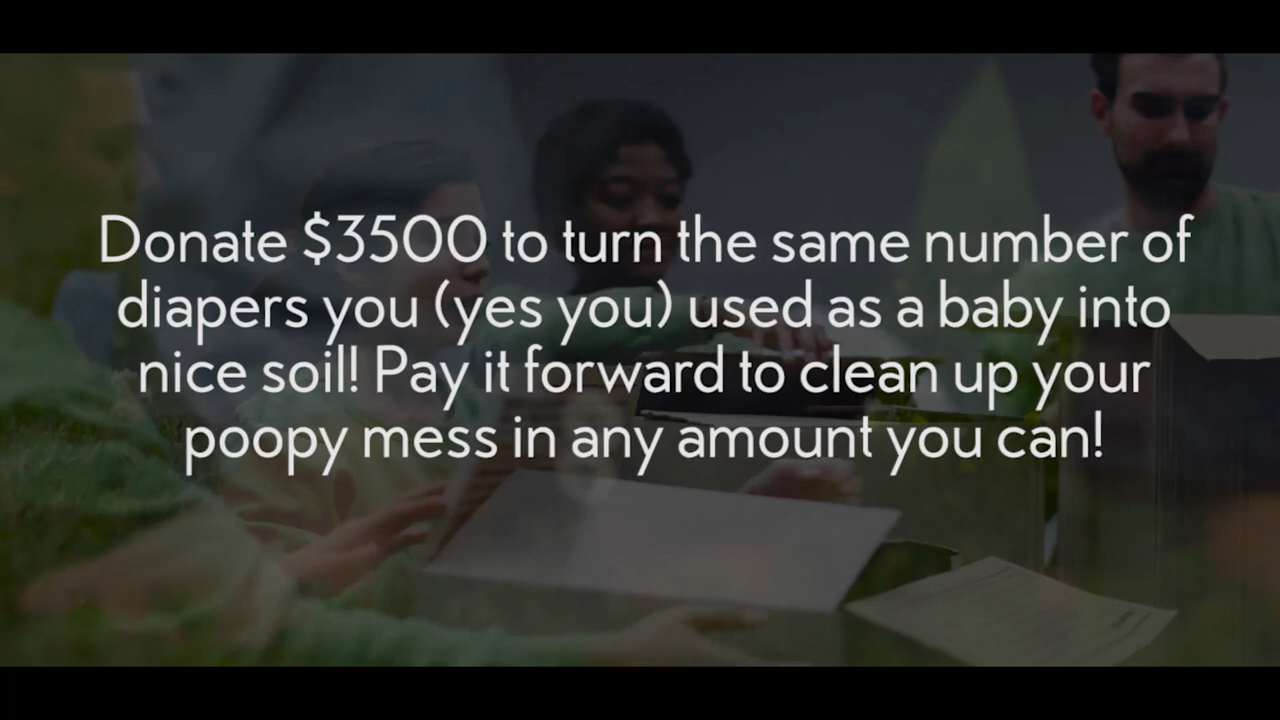 Donate $3500 to turn the same number of
diapers you (yes you) used as a baby into
nice soil! Pay it forward to clean up your
poopy mess in any amount you can!